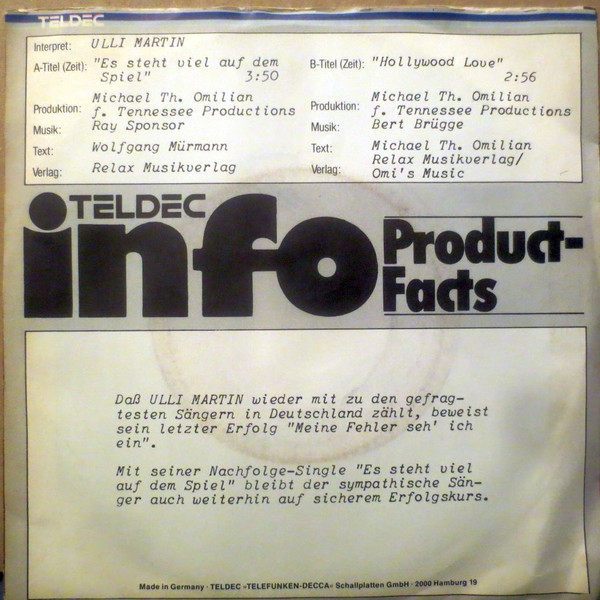 TELDEC
Interpret: ULLI MARTIN
A-Titel (Zeit): "Es steht viel auf dem
Spiel" 3:50
Produktion: Michael Th. Omilian
f. Tennessee Productions
Musik: Ray Sponsor
Text: Wolfgang Mürmann
Verlag: Relax Musikverlag
B-Titel (Zeit): "Hollywood Love"
2:56
Produktion: Michael Th. Omilian
f. Tennessee Productions
Musik: Bert Brügge
Text: Michael Th. Omilian
Verlag: Relax Musikverlag/
Omi's Music
TELDEC
info
Product-
Facts
Daß ULLI MARTIN wieder mit zu den gefrag-
testen Sängern in Deutschland zählt, beweist
sein letzter Erfolg "Meine Fehler seh' ich
ein".
Mit seiner Nachfolge-Single "Es steht viel
auf dem Spiel" bleibt der sympathische Sän-
ger auch weiterhin auf sicherem Erfolgskurs.
Made in Germany · TELDEC »TELEFUNKEN-DECCA« Schallplatten GmbH · 2000 Hamburg 19